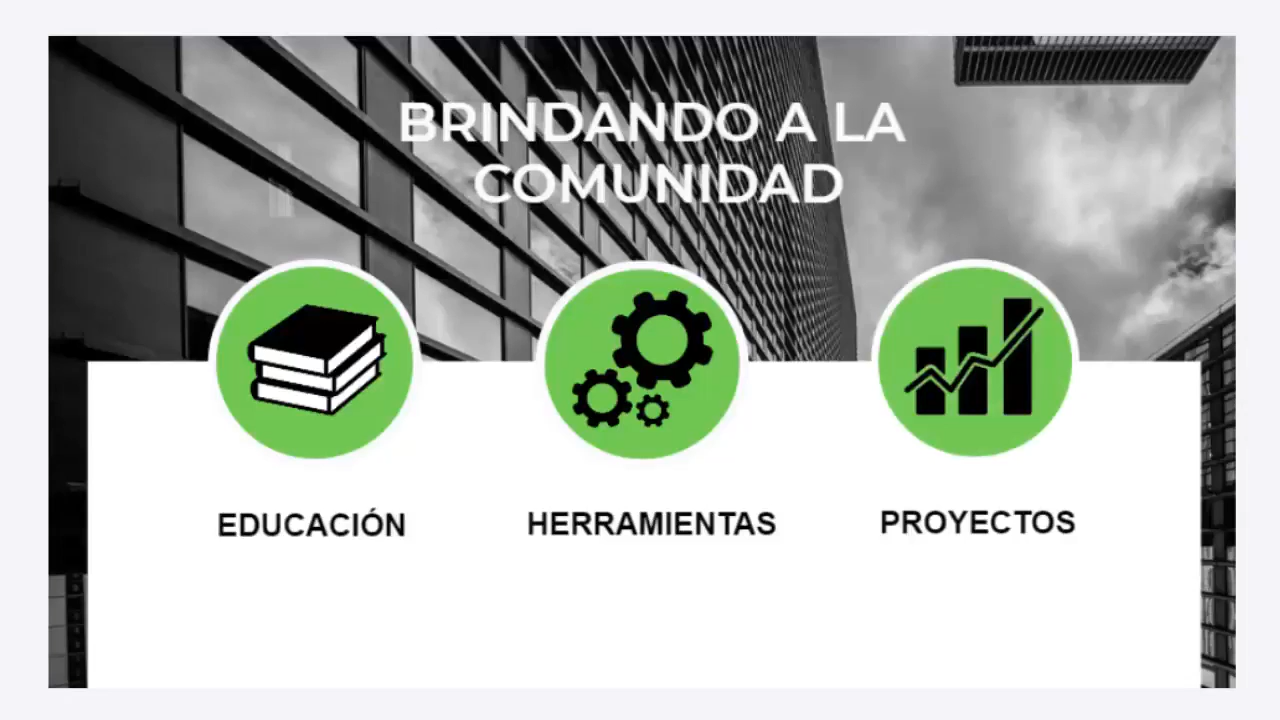 BRINDANDO A LA
COMUNIDAD
EDUCACIÓN
HERRAMIENTAS
PROYECTOS